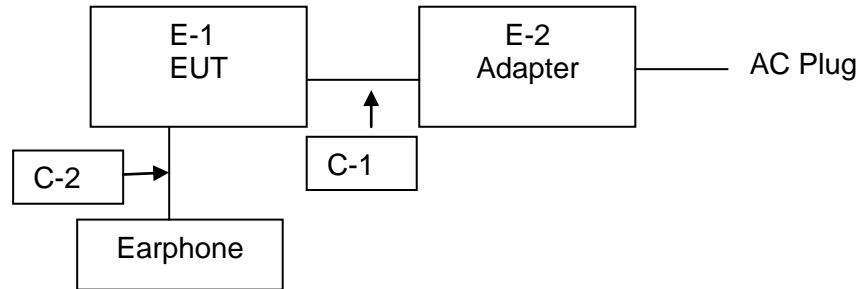 E-1
EUT
E-2
Adapter
AC Plug
C-1
C-2
Earphone